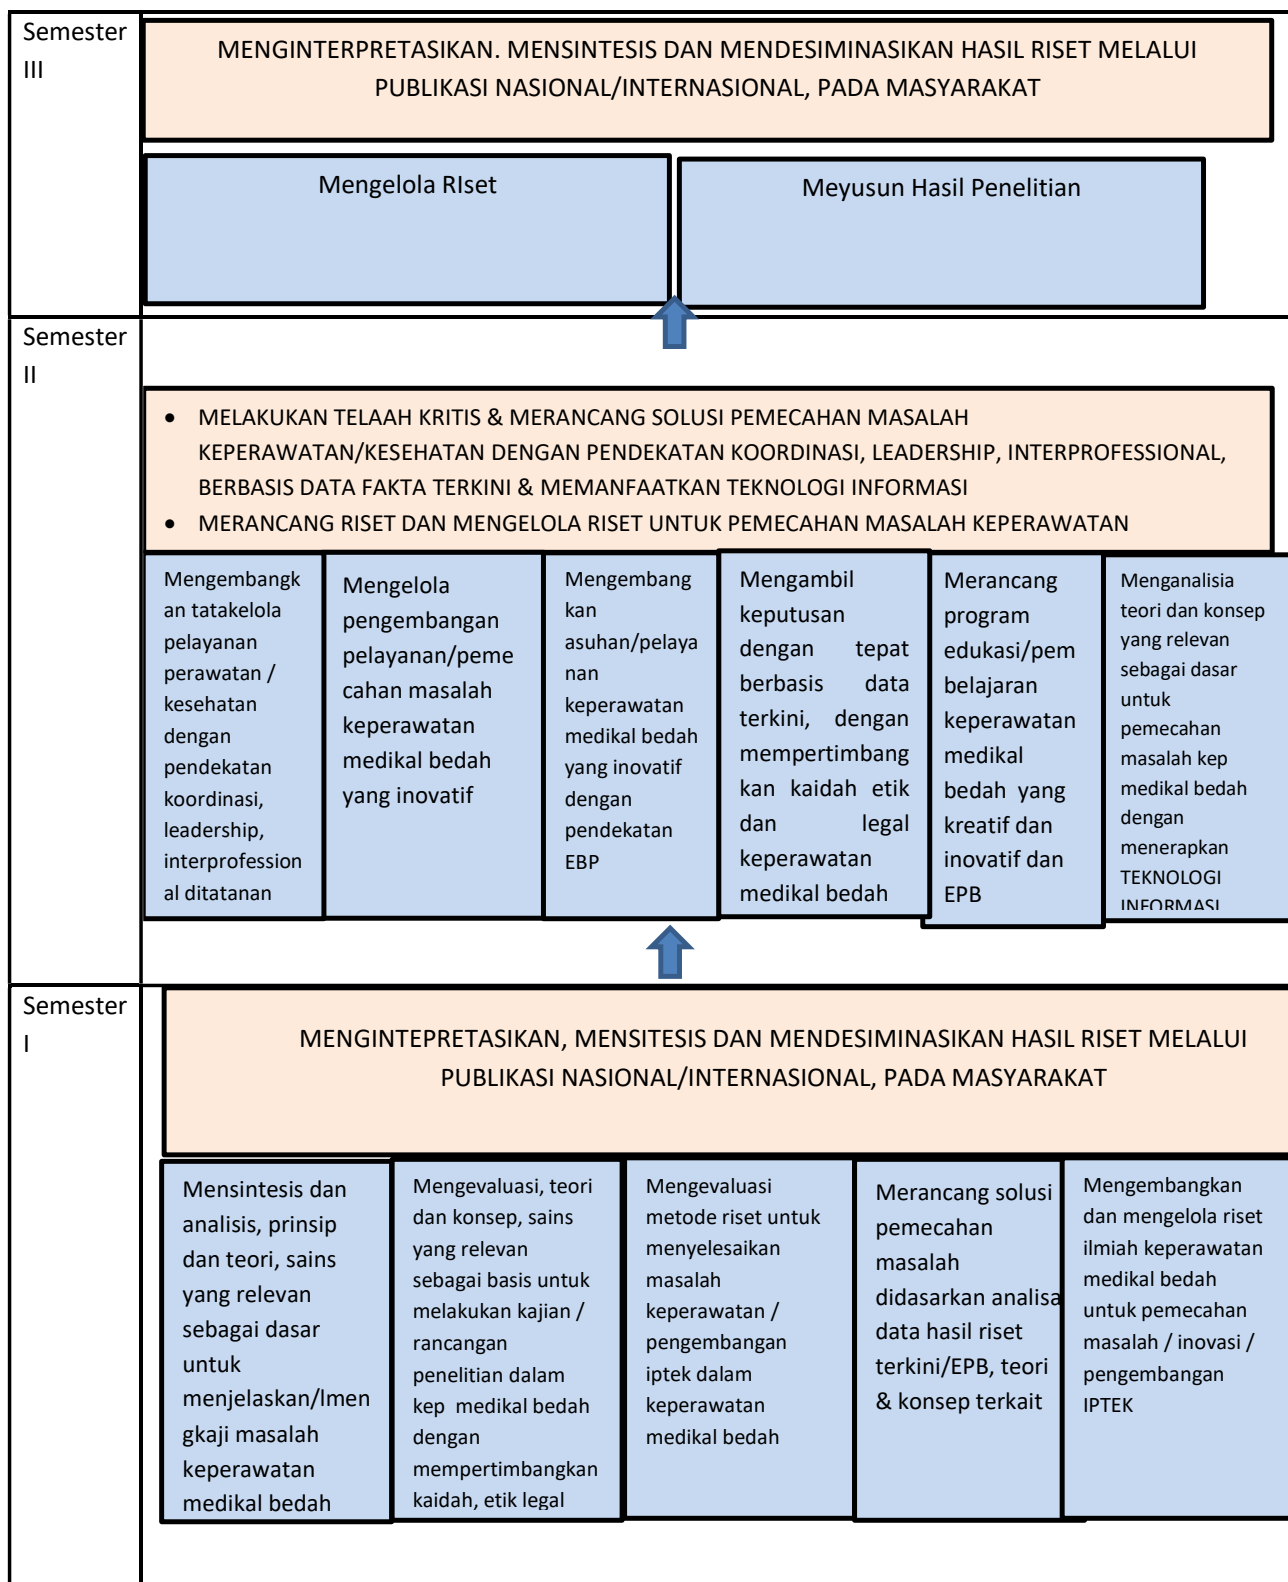 Semester
III
MENGINTERPRETASIKAN. MENSINTESIS DAN MENDESIMINASIKAN HASIL RISET MELALUI
PUBLIKASI NASIONAL/INTERNASIONAL, PADA MASYARAKAT
Mengelola RIset
Meyusun Hasil Penelitian
Semester
II
• MELAKUKAN TELAAH KRITIS & MERANCANG SOLUSI PEMECAHAN MASALAH
KEPERAWATAN/KESEHATAN DENGAN PENDEKATAN KOORDINASI, LEADERSHIP, INTERPROFESSIONAL,
BERBASIS DATA FAKTA TERKINI & MEMANFAATKAN TEKNOLOGI INFORMASI
• MERANCANG RISET DAN MENGELOLA RISET UNTUK PEMECAHAN MASALAH KEPERAWATAN
Mengembangk
an tatakelola
pelayanan
perawatan /
kesehatan
dengan
pendekatan
koordinasi,
leadership,
interprofession
al ditatanan
Mengelola
pengembangan
pelayanan/peme
cahan masalah
keperawatan
medikal bedah
yang inovatif
Mengembang
kan
asuhan/pelaya
nan
keperawatan
medikal bedah
yang inovatif
dengan
pendekatan
EBP
Mengambil
keputusan
dengan tepat
berbasis data
terkini, dengan
mempertimbang
kan kaidah etik
dan legal
keperawatan
medikal bedah
Merancang
program
edukasi/pem
belajaran
keperawatan
medikal
bedah yang
kreatif dan
inovatif dan
EPB
Menganalisia
teori dan konsep
yang relevan
sebagai dasar
untuk
pemecahan
masalah kep
medikal bedah
dengan
menerapkan
TEKNOLOGI
INFORMASI
Semester
I
MENGINTEPRETASIKAN, MENSITESIS DAN MENDESIMINASIKAN HASIL RISET MELALUI
PUBLIKASI NASIONAL/INTERNASIONAL, PADA MASYARAKAT
Mensintesis dan
analisis, prinsip
dan teori, sains
yang relevan
sebagai dasar
untuk
menjelaskan/lmen
gkaji masalah
keperawatan
medikal bedah
Mengevaluasi, teori
dan konsep, sains
yang relevan
sebagai basis untuk
melakukan kajian /
rancangan
penelitian dalam
kep medikal bedah
dengan
mempertimbangkan
kaidah, etik legal
Mengevaluasi
metode riset untuk
menyelesaikan
masalah
keperawatan /
pengembangan
iptek dalam
keperawatan
medikal bedah
Merancang solusi
pemecahan
masalah
didasarkan analisa
data hasil riset
terkini/EPB, teori
& konsep terkait
Mengembangkan
dan mengelola riset
ilmiah keperawatan
medikal bedah
untuk pemecahan
masalah / inovasi /
pengembangan
IPTEK